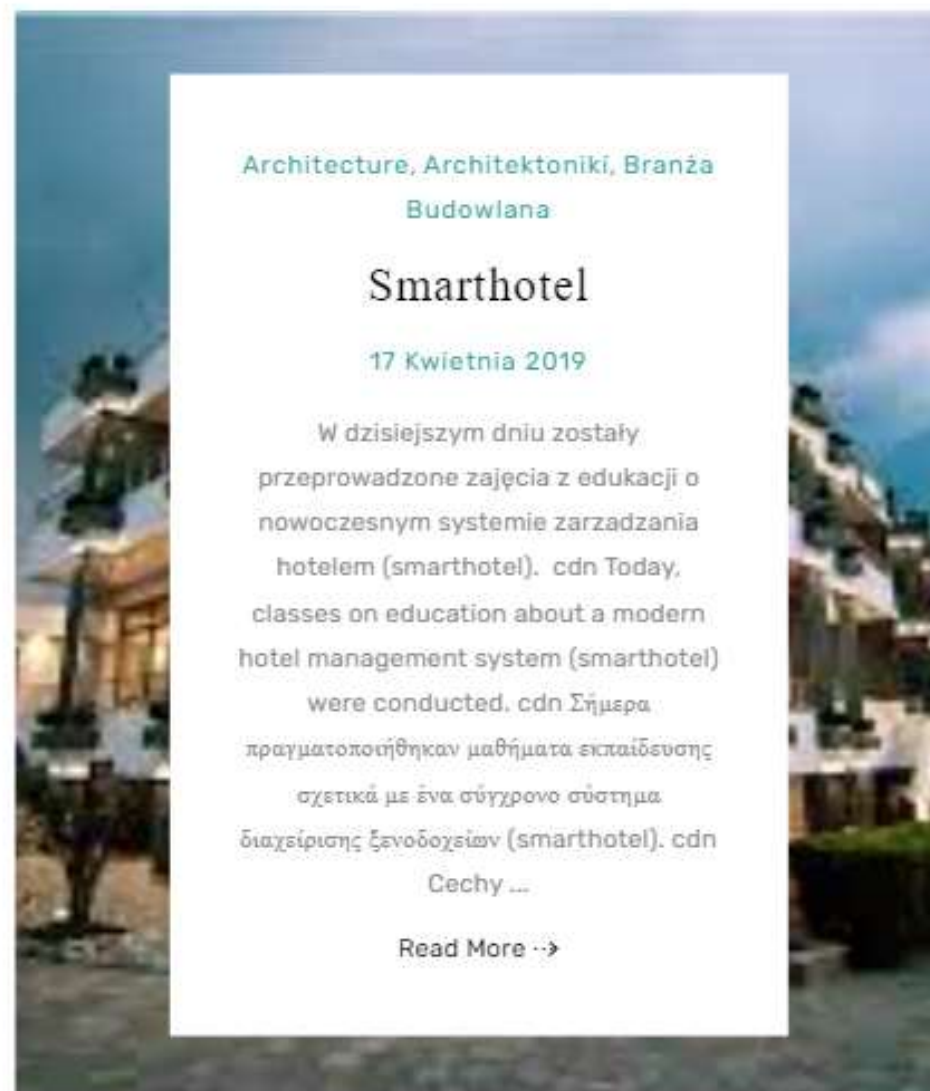 Architecture, Architektoniki, Branża
Budowlana
Smarthotel
17 Kwietnia 2019
W dzisiejszym dniu zostały
przeprowadzone zajęcia z edukacji o
nowoczesnym systemie zarzadzania
hotelem (smarthotel).  cdn Today,
classes on education about a modern
hotel management system (smarthotel)
were conducted. cdn Σήμερα
πραγματοποιήθηκαν μαθήματα εκπαίδευσης
σχετικά με ένα σύγχρονο σύστημα
διαχείρισης ξενοδοχείων (smarthotel). cdn
Cechy ...
Read More ⇢